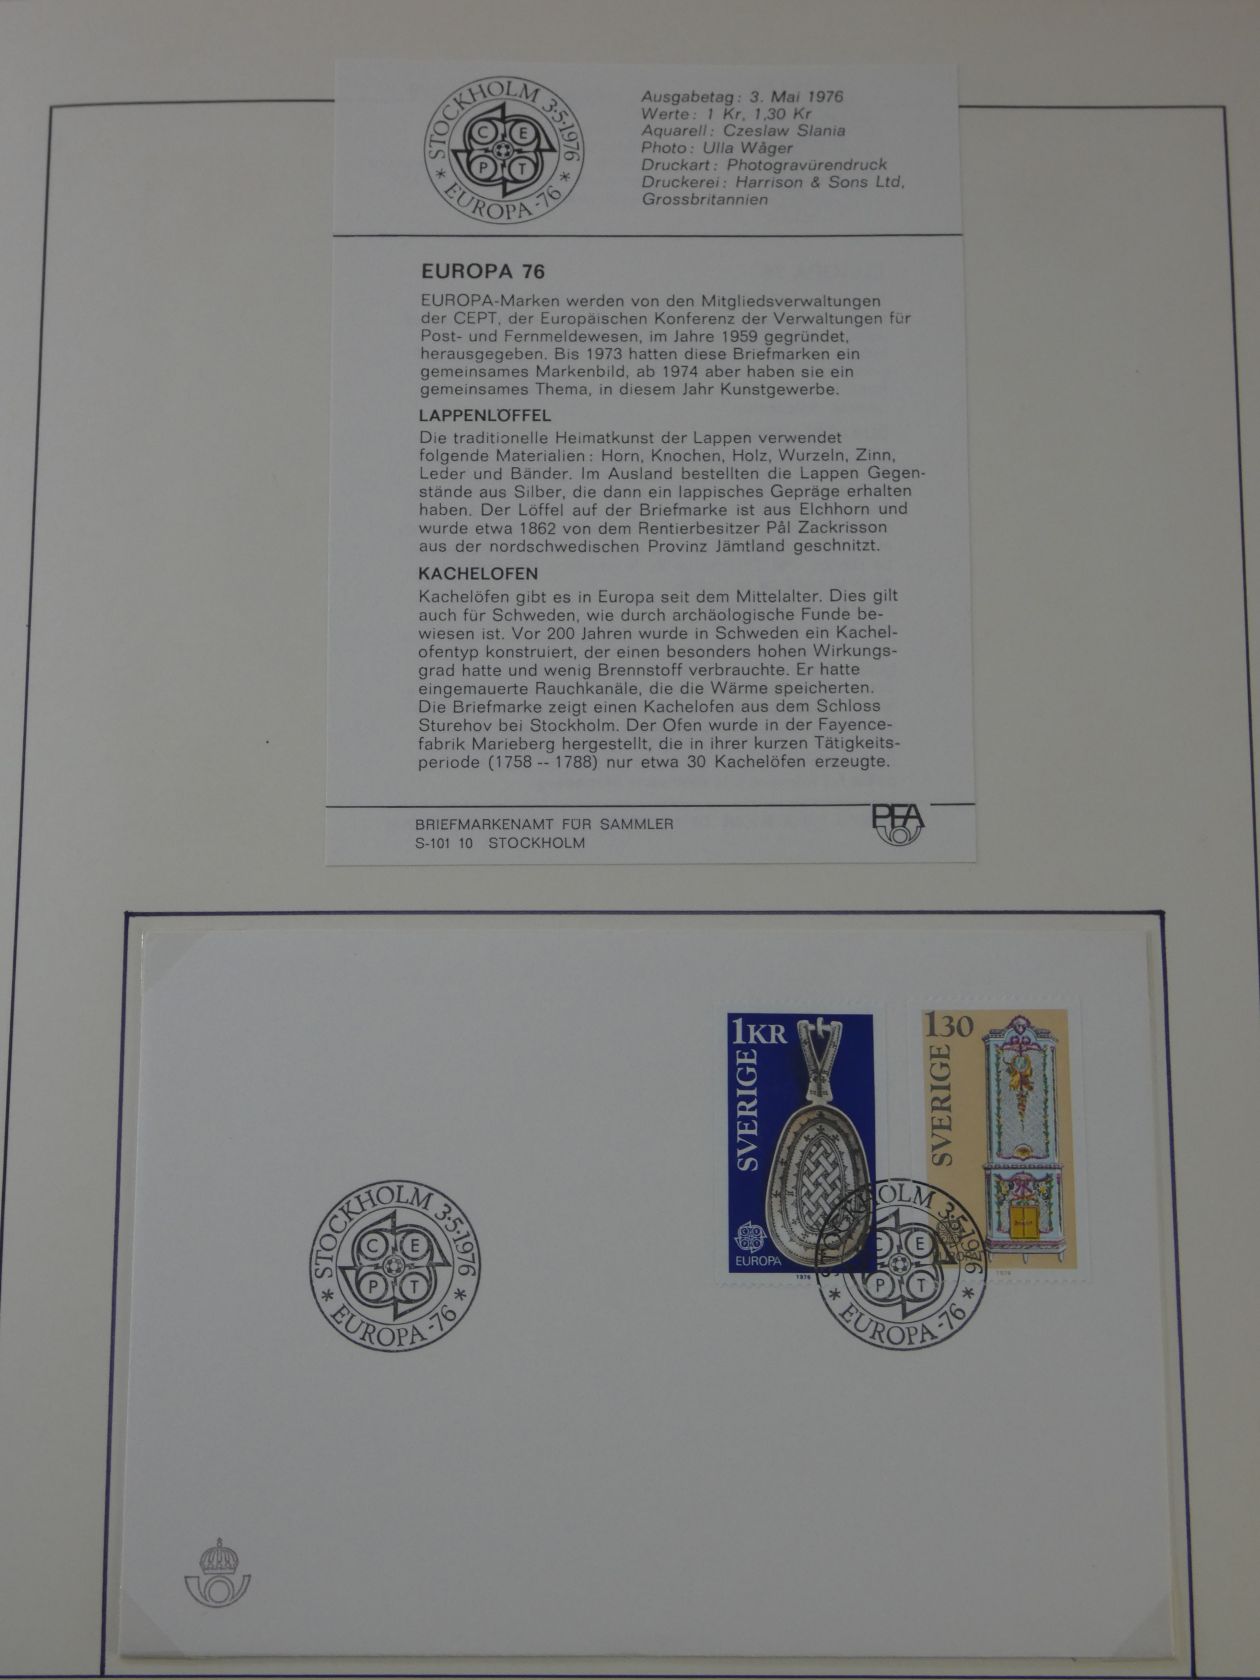 STOCKHOLM 3.5.1976
C E
P T
* EUROPA-76 *
Ausgabetag: 3. Mai 1976
Werte: 1 Kr, 1,30 Kr
Aquarell: Czeslaw Slania
Photo: Ulla Wåger
Druckart: Photogravürendruck
Druckerei: Harrison & Sons Ltd,
Grossbritannien
EUROPA 76
EUROPA-Marken werden von den Mitgliedsverwaltungen
der CEPT, der Europäischen Konferenz der Verwaltungen für
Post- und Fernmeldewesen, im Jahre 1959 gegründet,
herausgegeben. Bis 1973 hatten diese Briefmarken ein
gemeinsames Markenbild, ab 1974 aber haben sie ein
gemeinsames Thema, in diesem Jahr Kunstgewerbe.
LAPPENLÖFFEL
Die traditionelle Heimatkunst der Lappen verwendet
folgende Materialien: Horn, Knochen, Holz, Wurzeln, Zinn,
Leder und Bänder. Im Ausland bestellten die Lappen Gegen-
stände aus Silber, die dann ein lappisches Gepräge erhalten
haben. Der Löffel auf der Briefmarke ist aus Elchhorn und
wurde etwa 1862 von dem Rentierbesitzer Pål Zackrisson
aus der nordschwedischen Provinz Jämtland geschnitzt.
KACHELOFEN
Kachelöfen gibt es in Europa seit dem Mittelalter. Dies gilt
auch für Schweden, wie durch archäologische Funde be-
wiesen ist. Vor 200 Jahren wurde in Schweden ein Kachel-
ofentyp konstruiert, der einen besonders hohen Wirkungs-
grad hatte und wenig Brennstoff verbrauchte. Er hatte
eingemauerte Rauchkanäle, die die Wärme speicherten.
Die Briefmarke zeigt einen Kachelofen aus dem Schloss
Sturehov bei Stockholm. Der Ofen wurde in der Fayence-
fabrik Marieberg hergestellt, die in ihrer kurzen Tätigkeits-
periode (1758 -- 1788) nur etwa 30 Kachelöfen erzeugte.
BRIEFMARKENAMT FÜR SAMMLER
S-101 10 STOCKHOLM
PFA
1KR
SVERIGE
EUROPA
1976
130
SVERIGE
1976
STOCKHOLM 3.5.1976
C E
P T
* EUROPA-76 *
STOCKHOLM 3.5.1976
C E
P T
* EUROPA-76 *